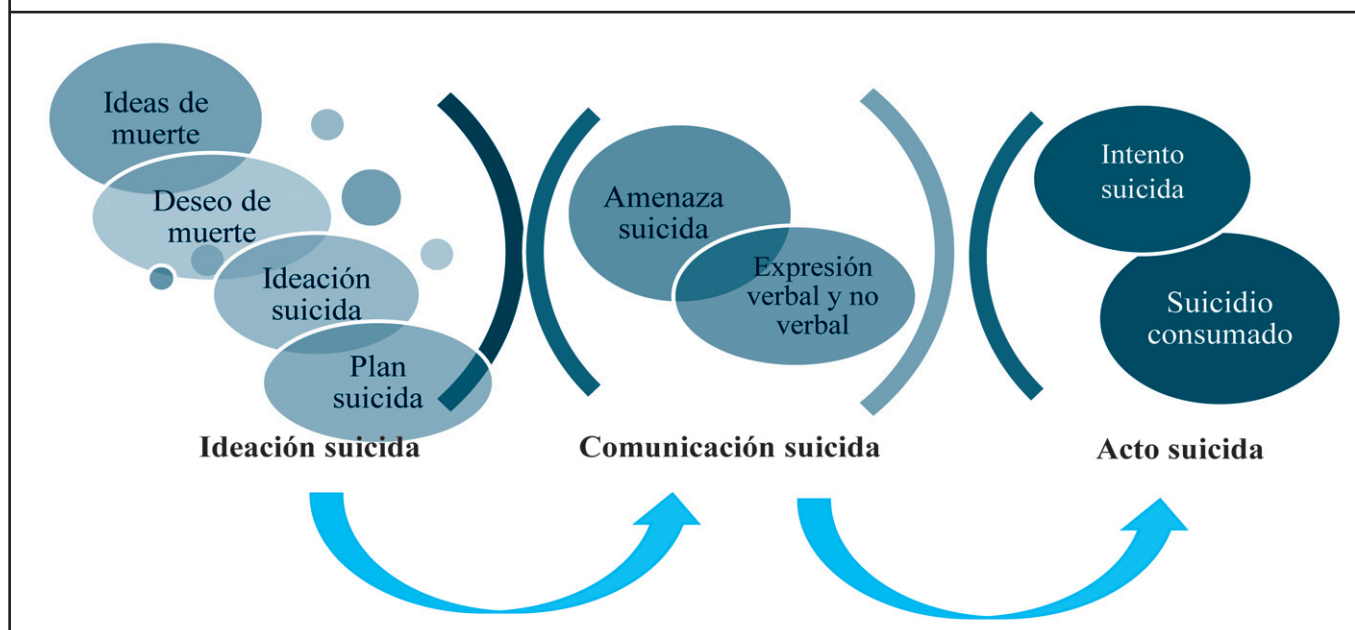 Ideas de
muerte
Deseo de
muerte
Ideación
suicida
Plan
suicida
Ideación suicida
Amenaza
suicida
Expresión
verbal y no
verbal
Comunicación suicida
Intento
suicida
Suicidio
consumado
Acto suicida